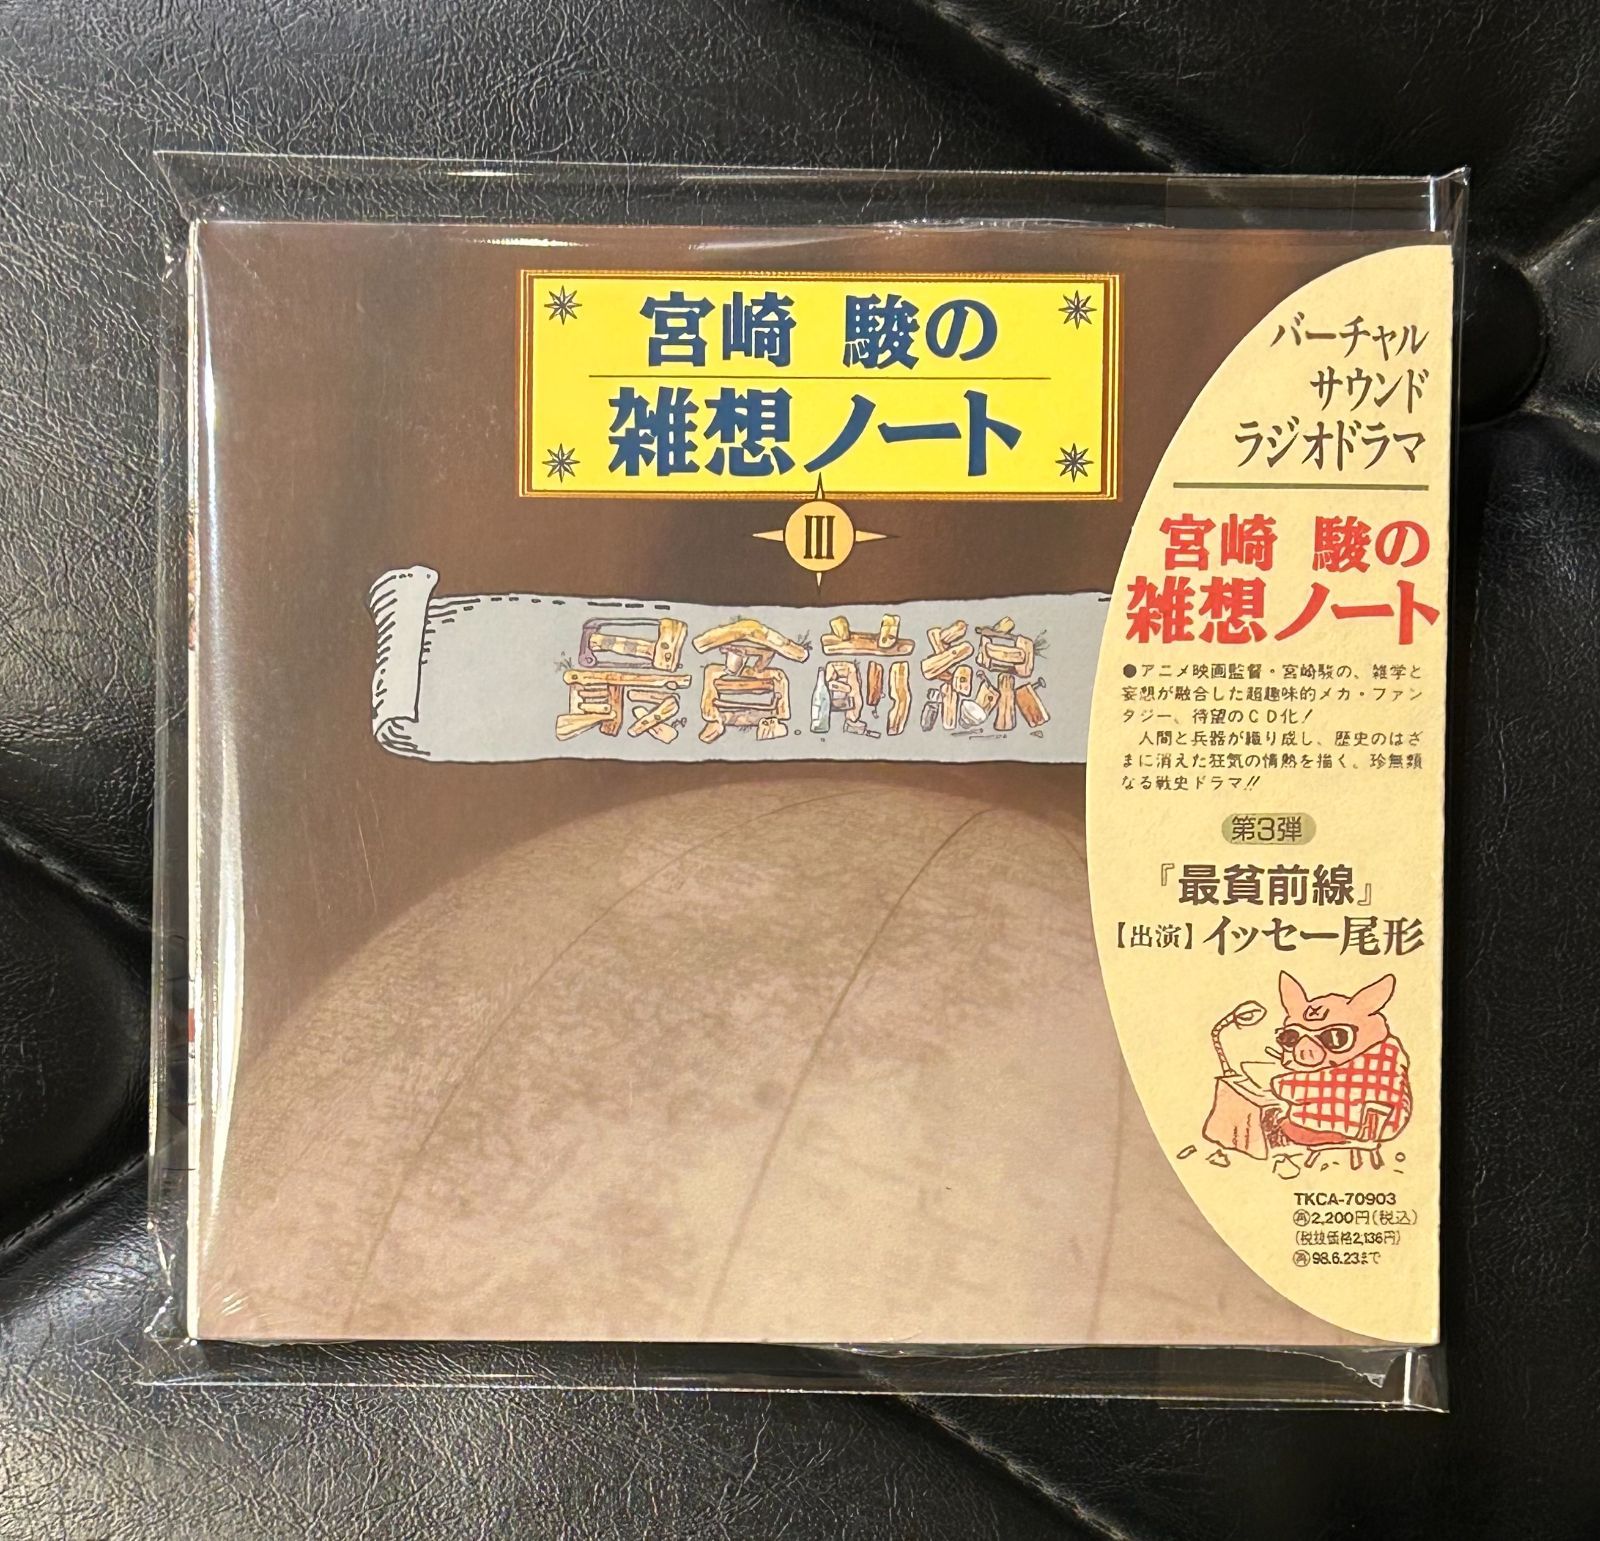 宮崎 駿の
雑想ノート
III
最貧前線
バーチャル
サウンド
ラジオドラマ
宮崎 駿の
雑想ノート
●アニメ映画監督・宮崎駿の、雑学と
妄想が融合した超趣味的メカ・ファン
タジー、待望のCD化!
人間と兵器が織り成し、歴史のはざ
まに消えた狂気の情熱を描く、珍無類
なる戦史ドラマ!!
第3弾
『最貧前線』
【出演】イッセー尾形
TKCA-70903
㋐2,200円(税込)
(税抜価格2,136円)
㋐98.6.23まで